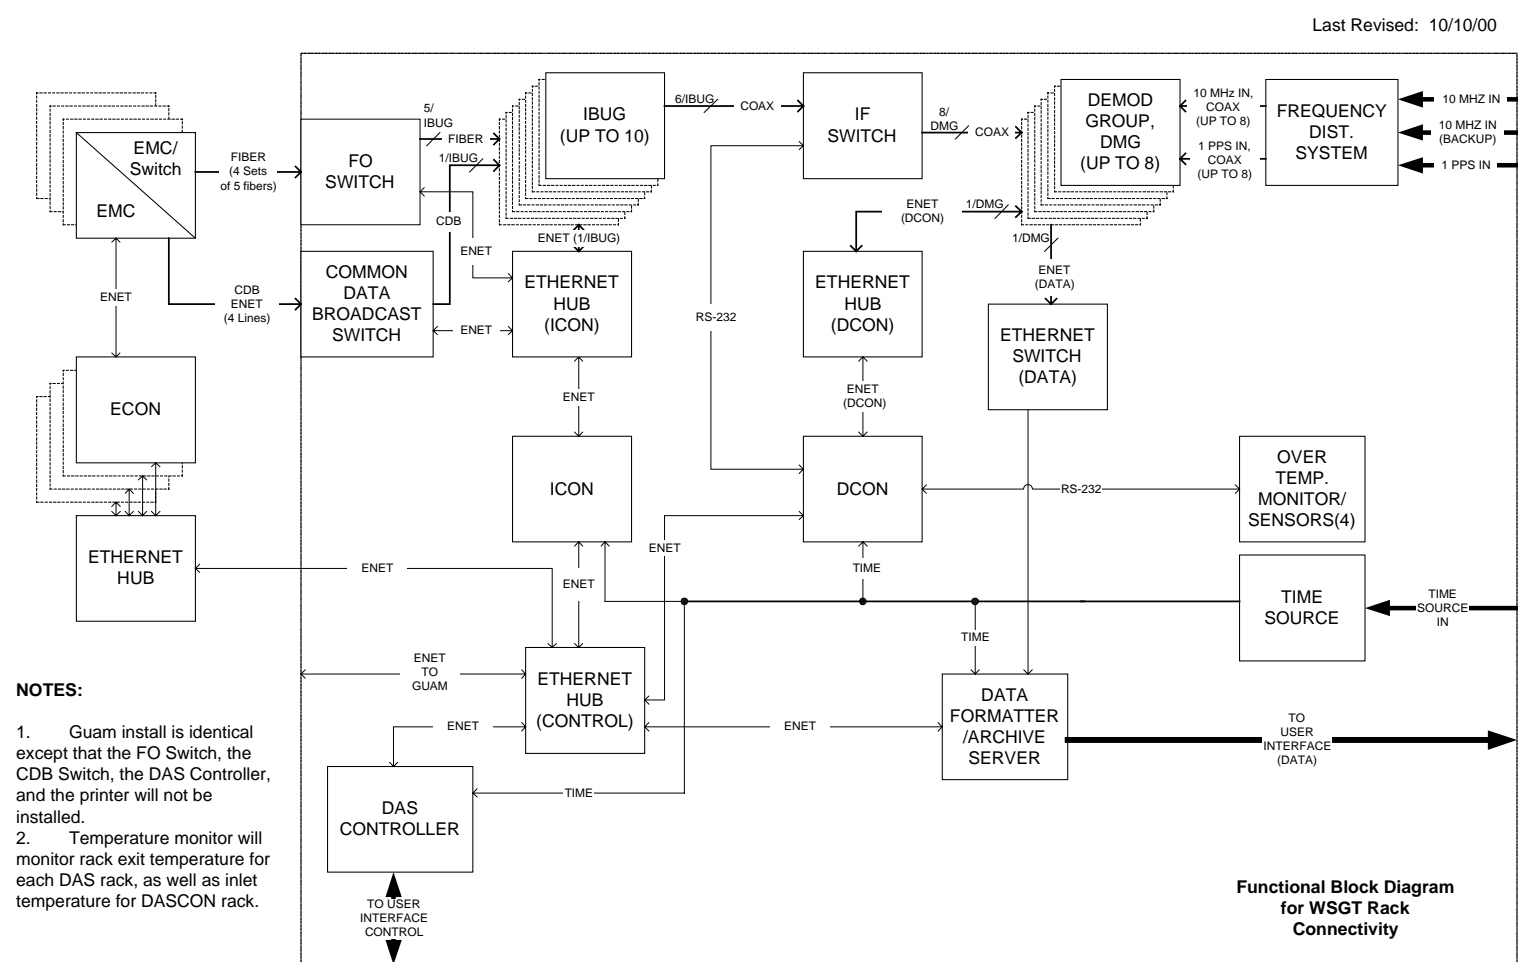 Last Revised: 10/10/00
EMC/
Switch
EMC
FIBER
(4 Sets
of 5 fibers)
FO
SWITCH
5/
IBUG
FIBER
1/IBUG
IBUG
(UP TO 10)
6/IBUG
COAX
IF
SWITCH
8/
DMG
COAX
DEMOD
GROUP,
DMG
(UP TO 8)
10 MHz IN,
COAX
(UP TO 8)
1 PPS IN,
COAX
(UP TO 8)
FREQUENCY
DIST.
SYSTEM
10 MHZ IN
10 MHZ IN
(BACKUP)
1 PPS IN
CDB
ENET
ENET (1/IBUG)
ENET
(DCON)
1/DMG
1/DMG
ENET
(DATA)
ENET
CDB
ENET
(4 Lines)
COMMON
DATA
BROADCAST
SWITCH
ENET
ETHERNET
HUB
(ICON)
RS-232
ETHERNET
HUB
(DCON)
ETHERNET
SWITCH
(DATA)
ECON
ENET
ENET
(DCON)
ICON
DCON
RS-232
OVER
TEMP.
MONITOR/
SENSORS(4)
ETHERNET
HUB
ENET
ENET
ENET
TIME
TIME
SOURCE
TIME
SOURCE
IN
TIME
ENET
TO
GUAM
ETHERNET
HUB
(CONTROL)
ENET
ENET
DATA
FORMATTER
/ARCHIVE
SERVER
TO
USER
INTERFACE
(DATA)
DAS
CONTROLLER
TIME
TO USER
INTERFACE
CONTROL
NOTES:
1. Guam install is identical
except that the FO Switch, the
CDB Switch, the DAS Controller,
and the printer will not be
installed.
2. Temperature monitor will
monitor rack exit temperature for
each DAS rack, as well as inlet
temperature for DASCON rack.
Functional Block Diagram
for WSGT Rack
Connectivity